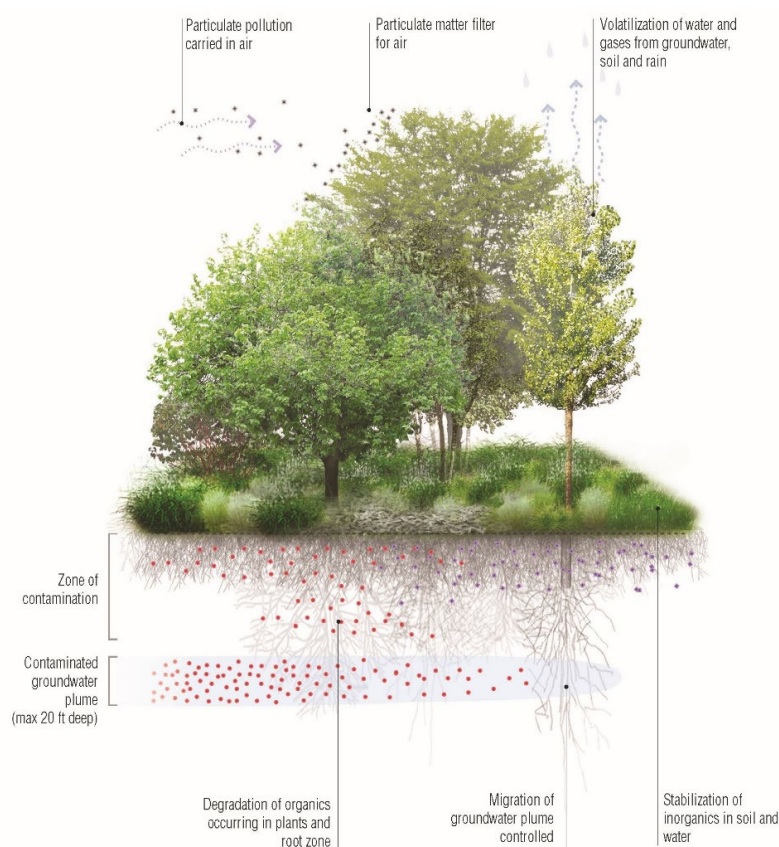 Particulate pollution
carried in air
Particulate matter filter
for air
Volatilization of water and
gases from groundwater,
soil and rain
Zone of
contamination
Contaminated
groundwater
plume
(max 20 ft deep)
Degradation of organics
occurring in plants and
root zone
Migration of
groundwater plume
controlled
Stabilization of
inorganics in soil and
water